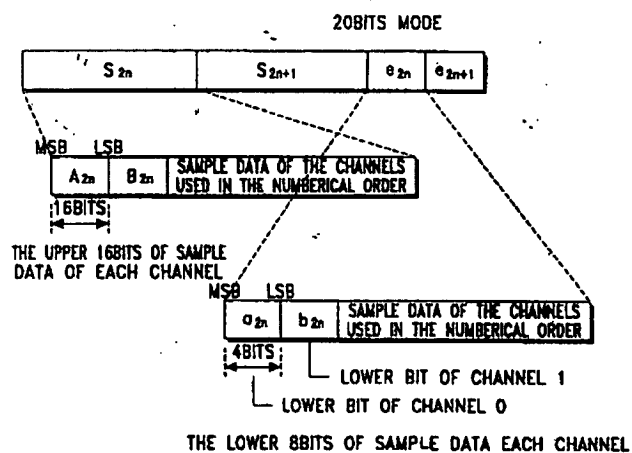 20BITS MODE
S2n S2n+1 e2n e2n+1
MSB LSB
A2n B2n SAMPLE DATA OF THE CHANNELS
USED IN THE NUMBERICAL ORDER
16BITS
THE UPPER 16BITS OF SAMPLE
DATA OF EACH CHANNEL
MSB LSB
a2n b2n SAMPLE DATA OF THE CHANNELS
USED IN THE NUMBERICAL ORDER
4BITS
LOWER BIT OF CHANNEL 1
LOWER BIT OF CHANNEL 0
THE LOWER 8BITS OF SAMPLE DATA EACH CHANNEL